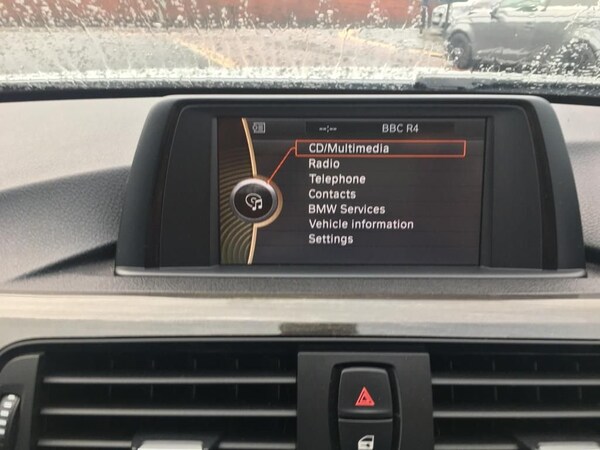 --:-- BBC R4
CD/Multimedia
Radio
Telephone
Contacts
BMW Services
Vehicle information
Settings